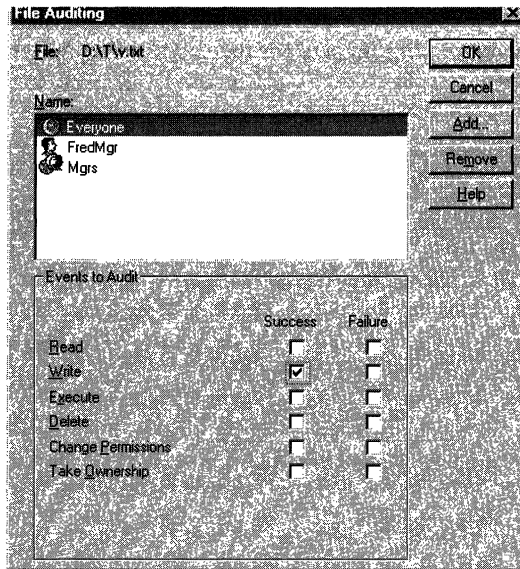 File Auditing
File: D:\T\v.txt
OK
Cancel
Name:
Add...
Everyone
FredMgr
Remove
Mgrs
Help
Events to Audit
Success Failure
Read
Write
Execute
Delete
Change Permissions
Take Ownership